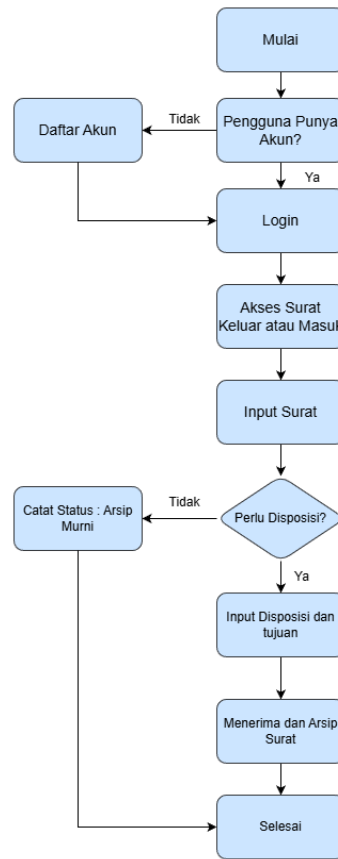 Mulai
Tidak
Daftar Akun
Pengguna Punya
Akun?
Ya
Login
Akses Surat
Keluar atau Masuk
Input Surat
Tidak
Catat Status : Arsip
Murni
Perlu Disposisi?
Ya
Input Disposisi dan
tujuan
Menerima dan Arsip
Surat
Selesai